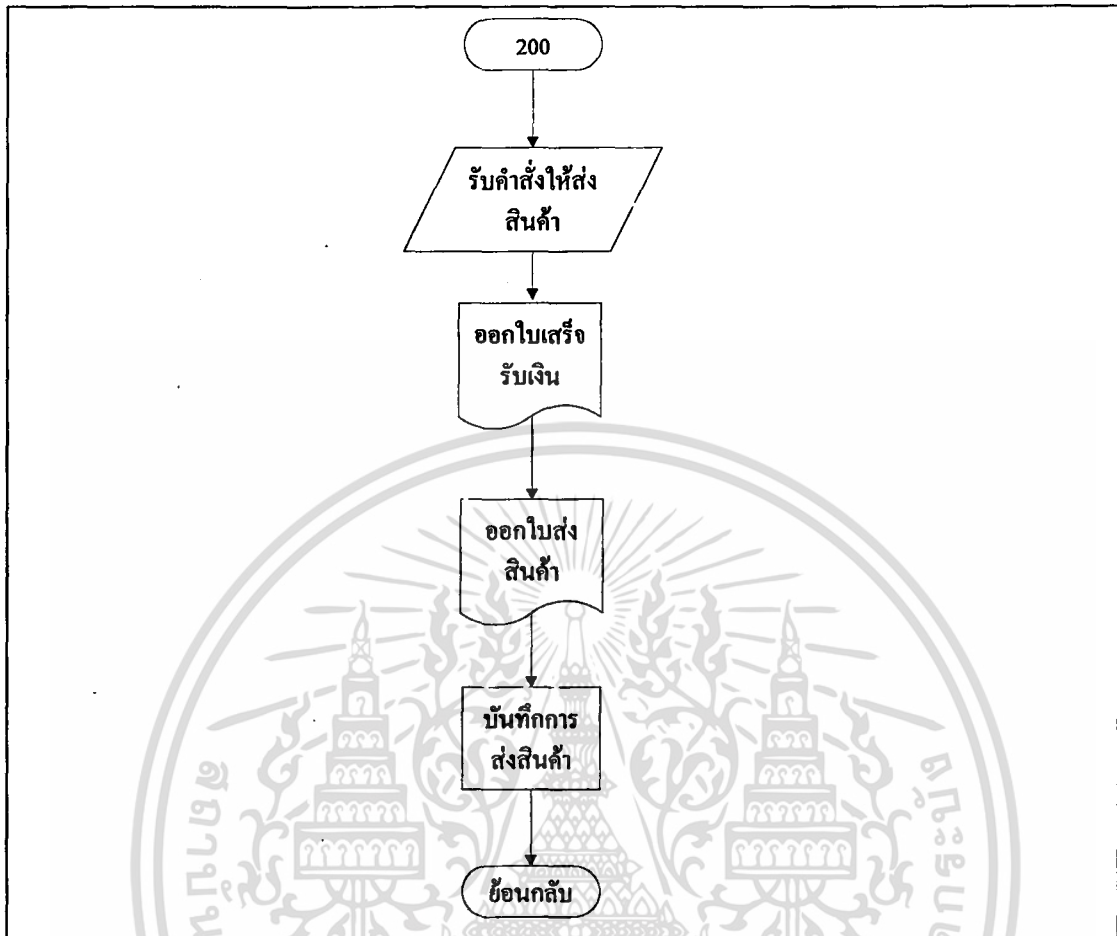 200
รับคำสั่งให้ส่ง
สินค้า
ออกใบเสร็จ
รับเงิน
ออกใบส่ง
สินค้า
บันทึกการ
ส่งสินค้า
ย้อนกลับ